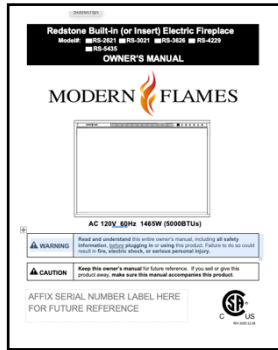 Redstone Built-in (or Insert) Electric Fireplace
Model#: RS-2621 RS-3021 RS-3626 RS-4229
RS-5435
OWNER'S MANUAL
MODERN FLAMES
AC 120V 60Hz 1465W (5000BTUs)
WARNING
Read and understand this entire owner's manual, including all safety
information, before plugging in or using this product. Failure to do so could
result in fire, electric shock, or serious personal injury.
CAUTION
Keep this owner's manual for future reference. If you sell or give this
product away, make sure this manual accompanies this product.
AFFIX SERIAL NUMBER LABEL HERE
FOR FUTURE REFERENCE
C US